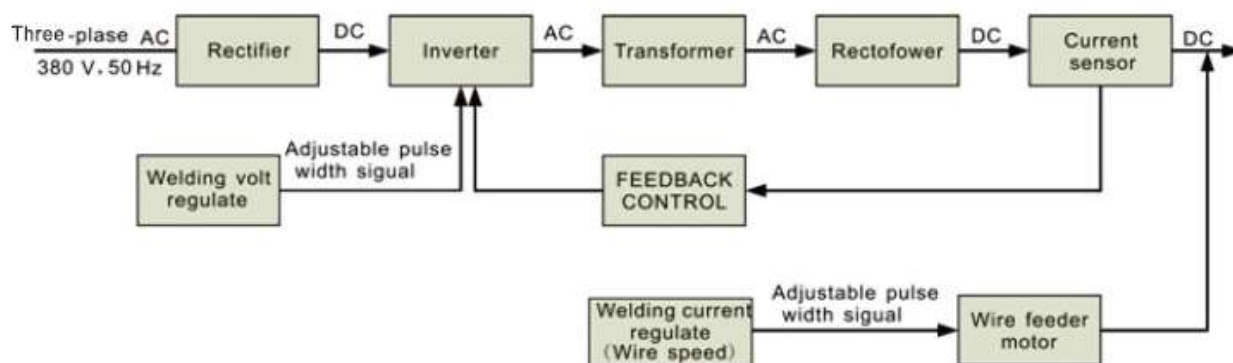 Three-plase AC
380 V. 50 Hz
Rectifier
DC
Inverter
AC
Transformer
AC
Rectofower
DC
Current
sensor
DC
Welding volt
regulate
Adjustable pulse
width sigual
FEEDBACK
CONTROL
Welding current
regulate
(Wire speed)
Adjustable pulse
width sigual
Wire feeder
motor